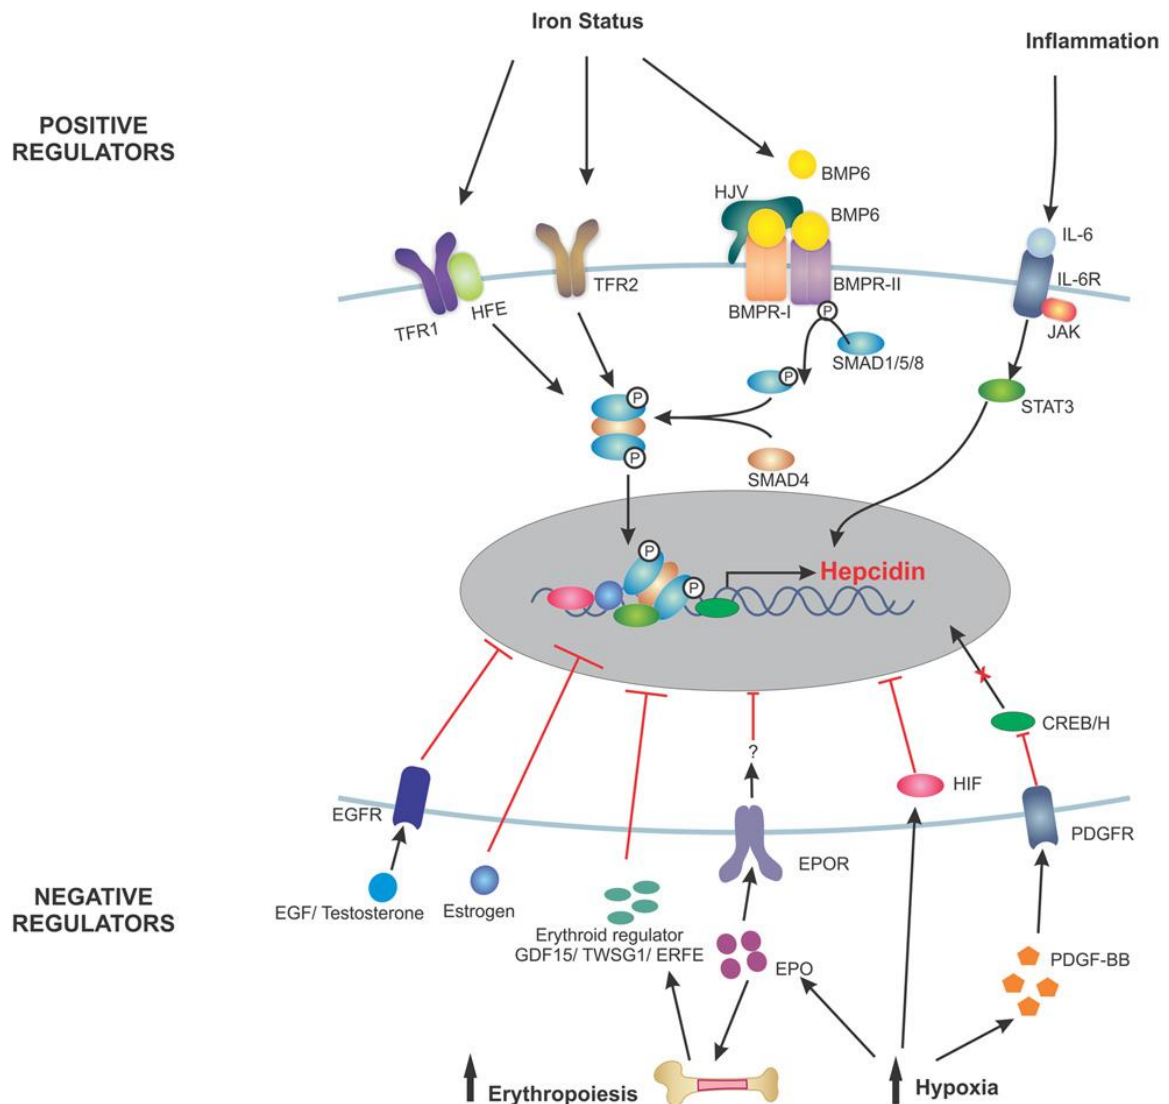 Iron Status
Inflammation
POSITIVE
REGULATORS
BMP6
HJV
BMP6
IL-6
IL-6R
TFR2
BMPR-II
HFE
BMPR-I
TFR1
P
JAK
SMAD1/5/8
P
P
STAT3
P
SMAD4
P
P
Hepcidin
CREB/H
?
HIF
EGFR
PDGFR
EPOR
NEGATIVE
REGULATORS
EGF/ Testosterone
Estrogen
Erythroid regulator
GDF15/ TWSG1/ ERFE
EPO
PDGF-BB
Erythropoiesis
Hypoxia